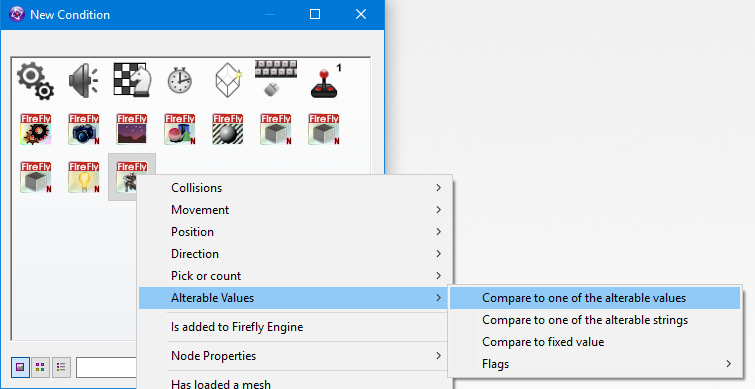 New Condition
1
FireFly FireFly FireFly FireFly FireFly FireFly FireFly
N N N
FireFly FireFly FireFly
N N
Collisions
Movement
Position
Direction
Pick or count
Alterable Values
Compare to one of the alterable values
Is added to Firefly Engine
Compare to one of the alterable strings
Compare to fixed value
Node Properties
Flags
Has loaded a mesh